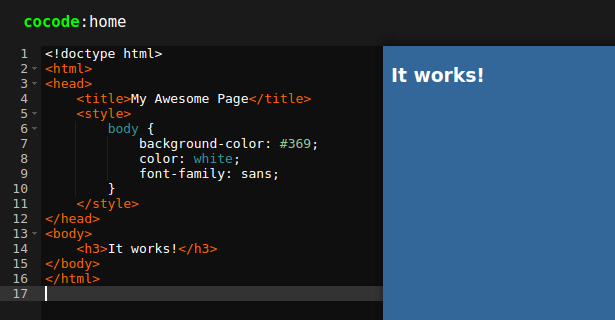 cocode:home
1 <!doctype html>
2 <html>
3 <head>
4     <title>My Awesome Page</title>
5     <style>
6         body {
7             background-color: #369;
8             color: white;
9             font-family: sans;
10         }
11     </style>
12 </head>
13 <body>
14     <h3>It works!</h3>
15 </body>
16 </html>
17
It works!